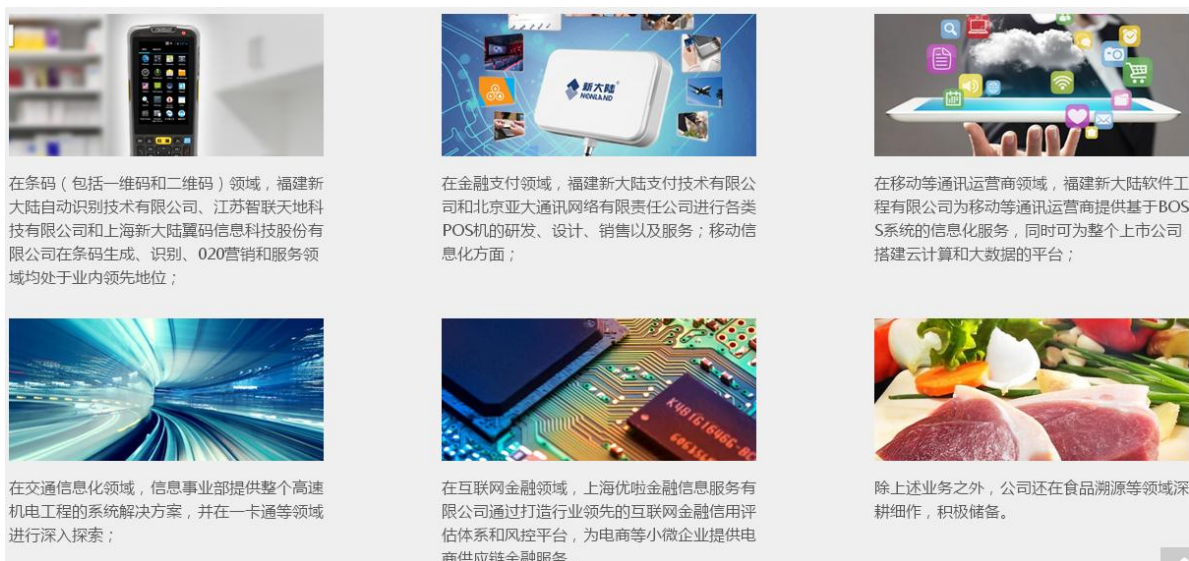 新大陆
NEWLAND
在条码（包括一维码和二维码）领域，福建新
大陆自动识别技术有限公司、江苏智联天地科
技有限公司和上海新大陆翼码信息科技股份有
限公司在条码生成、识别、O2O营销和服务领
域均处于业内领先地位；
在金融支付领域，福建新大陆支付技术有限公
司和北京亚大通讯网络有限责任公司进行各类
POS机的研发、设计、销售以及服务；移动信
息化方面；
在移动等通讯运营商领域，福建新大陆软件工
程有限公司为移动等通讯运营商提供基于BOS
S系统的信息化服务，同时可为整个上市公司
搭建云计算和大数据的平台；
K4B1G1646G-BC
在交通信息化领域，信息事业部提供整个高速
机电工程的系统解决方案，并在一卡通等领域
进行深入探索；
在互联网金融领域，上海优啦金融信息服务有
限公司通过打造行业领先的互联网金融信用评
估体系和风控平台，为电商等小微企业提供电
商供应链金融服务
除上述业务之外，公司还在食品溯源等领域深
耕细作，积极储备。